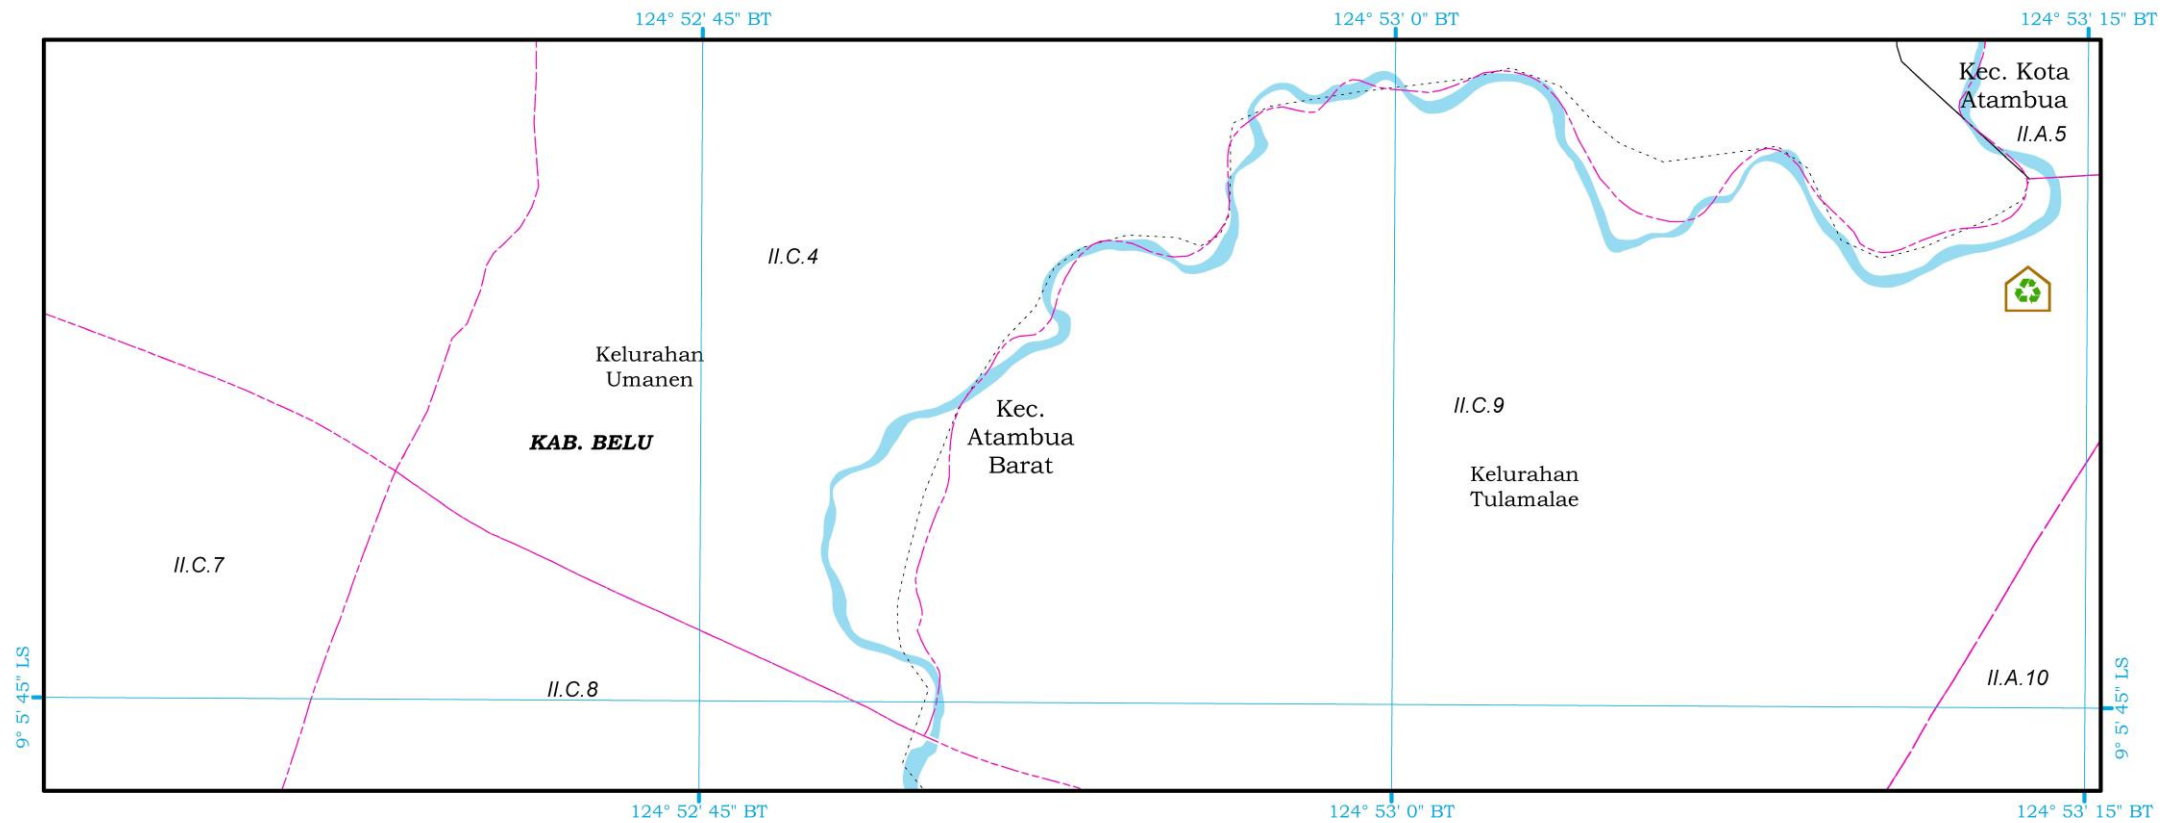 124° 52' 45" BT
124° 53' 0" BT
124° 53' 15" BT
Kec. Kota
Atambua
II.A.5
II.C.4
Kelurahan
Umanen
KAB. BELU
Kec.
Atambua
Barat
II.C.9
Kelurahan
Tulamalae
II.C.7
II.C.8
II.A.10
9° 5' 45" LS
9° 5' 45" LS
124° 52' 45" BT
124° 53' 0" BT
124° 53' 15" BT